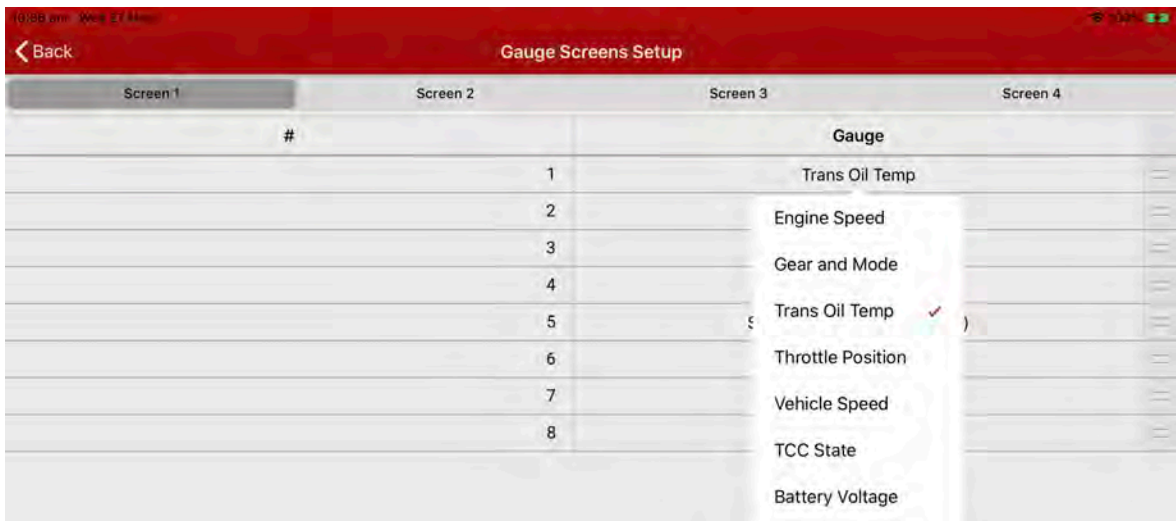 Back
Gauge Screens Setup
Screen 1 Screen 2 Screen 3 Screen 4
# Gauge
1 Trans Oil Temp
2
3
4
5
6
7
8
Engine Speed
Gear and Mode
Trans Oil Temp
Throttle Position
Vehicle Speed
TCC State
Battery Voltage